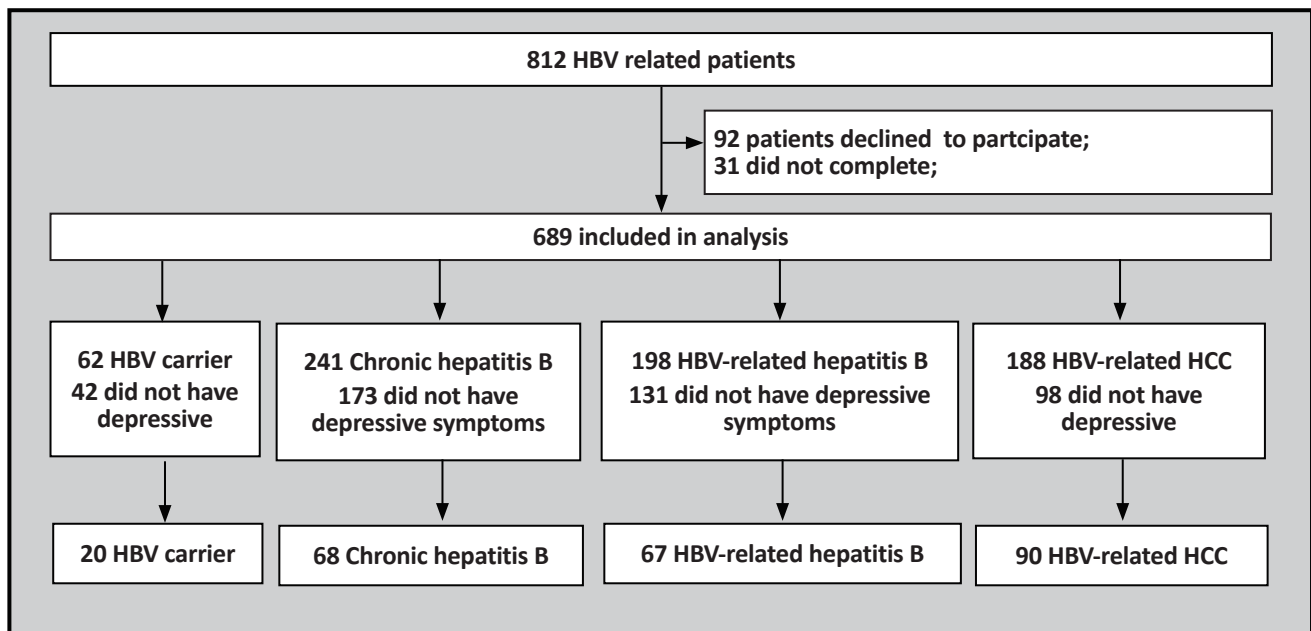 812 HBV related patients
92 patients declined to partcipate;
31 did not complete;
689 included in analysis
62 HBV carrier
42 did not have
depressive
241 Chronic hepatitis B
173 did not have
depressive symptoms
198 HBV-related hepatitis B
131 did not have depressive
symptoms
188 HBV-related HCC
98 did not have
depressive
20 HBV carrier
68 Chronic hepatitis B
67 HBV-related hepatitis B
90 HBV-related HCC